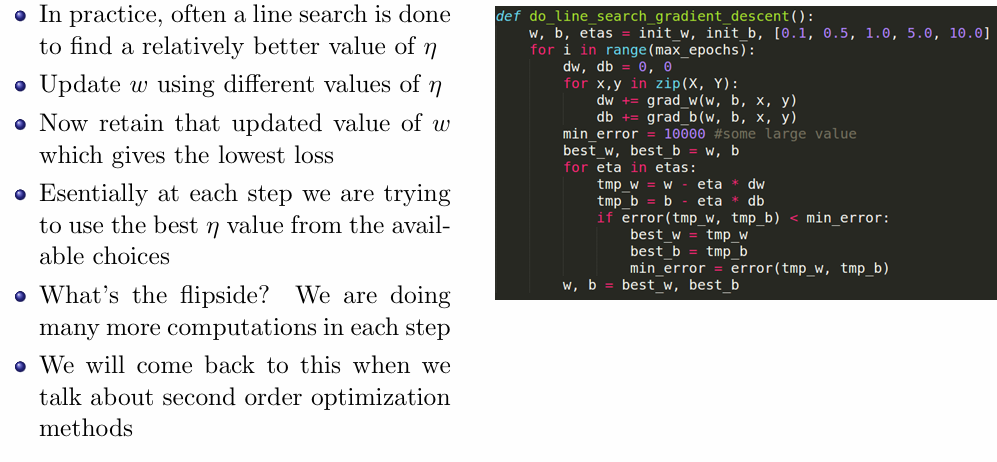 In practice, often a line search is done
to find a relatively better value of η
Update w using different values of η
Now retain that updated value of w
which gives the lowest loss
Esentially at each step we are trying
to use the best η value from the avail-
able choices
What's the flipside? We are doing
many more computations in each step
We will come back to this when we
talk about second order optimization
methods
def do_line_search_gradient_descent():
    w, b, etas = init_w, init_b, [0.1, 0.5, 1.0, 5.0, 10.0]
    for i in range(max_epochs):
        dw, db = 0, 0
        for x,y in zip(X, Y):
            dw += grad_w(w, b, x, y)
            db += grad_b(w, b, x, y)
        min_error = 10000 #some large value
        best_w, best_b = w, b
        for eta in etas:
            tmp_w = w - eta * dw
            tmp_b = b - eta * db
            if error(tmp_w, tmp_b) < min_error:
                best_w = tmp_w
                best_b = tmp_b
                min_error = error(tmp_w, tmp_b)
        w, b = best_w, best_b